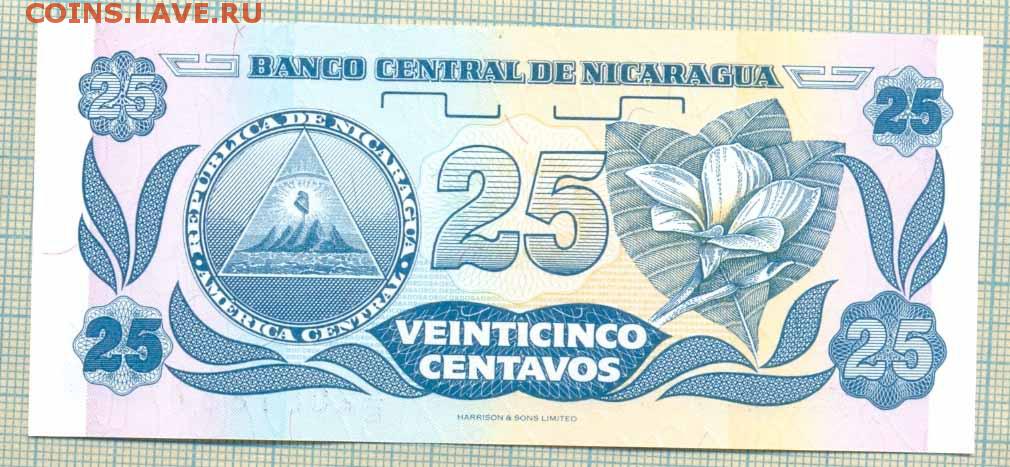 COINS.LAVE.RU
BANCO CENTRAL DE NICARAGUA
25
25
REPUBLICA DE NICARAGUA
AMERICA CENTRAL
25
VEINTICINCO
CENTAVOS
25
25
HARRISON & SONS LIMITED